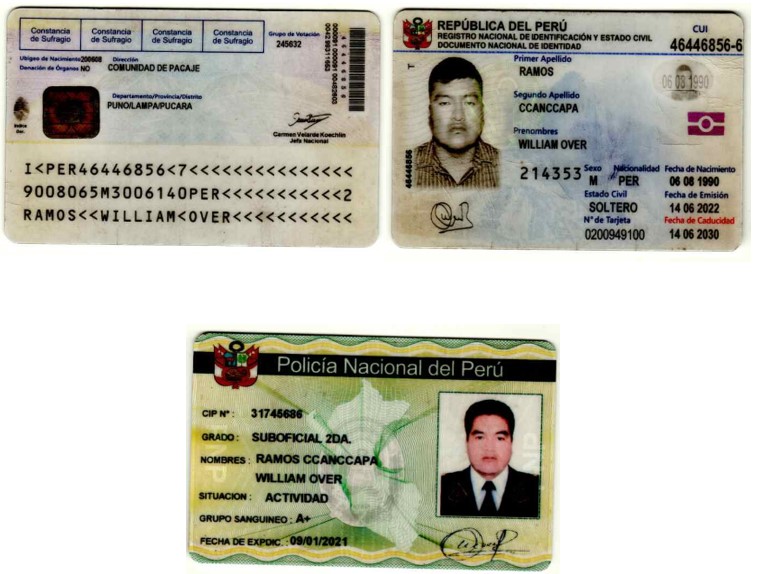 Constancia de Sufragio
Constancia de Sufragio
Constancia de Sufragio
Constancia de Sufragio
Grupo de Votación
245632
Ubigeo de Nacimiento 200608
Dirección
Donación de Órganos NO
COMUNIDAD DE PACAJE
Departamento/Provincia/Distrito
PUNO/LAMPA/PUCARA
Carmen Velarde Koechlin
Jefa Nacional
I<PER46446856<7<<<<<<<<<<<<<<<
9008065M3006140PER<<<<<<<<<<<2
RAMOS<<WILLIAM<OVER<<<<<<<<<<<
REPÚBLICA DEL PERÚ
REGISTRO NACIONAL DE IDENTIFICACIÓN Y ESTADO CIVIL
DOCUMENTO NACIONAL DE IDENTIDAD
CUI
46446856-6
Primer Apellido
RAMOS
06 08 1990
Segundo Apellido
CCANCCAPA
Prenombres
WILLIAM OVER
46446856
214353
Sexo Nacionalidad Fecha de Nacimiento
M PER 06 08 1990
Estado Civil Fecha de Emisión
SOLTERO 14 06 2022
N° de Tarjeta Fecha de Caducidad
0200949100 14 06 2030
Policía Nacional del Perú
CIP N° : 31745686
GRADO : SUBOFICIAL 2DA.
NOMBRES : RAMOS CCANCCAPA
WILLIAM OVER
SITUACION : ACTIVIDAD
GRUPO SANGUINEO : A+
FECHA DE EXPDIC. : 09/01/2021